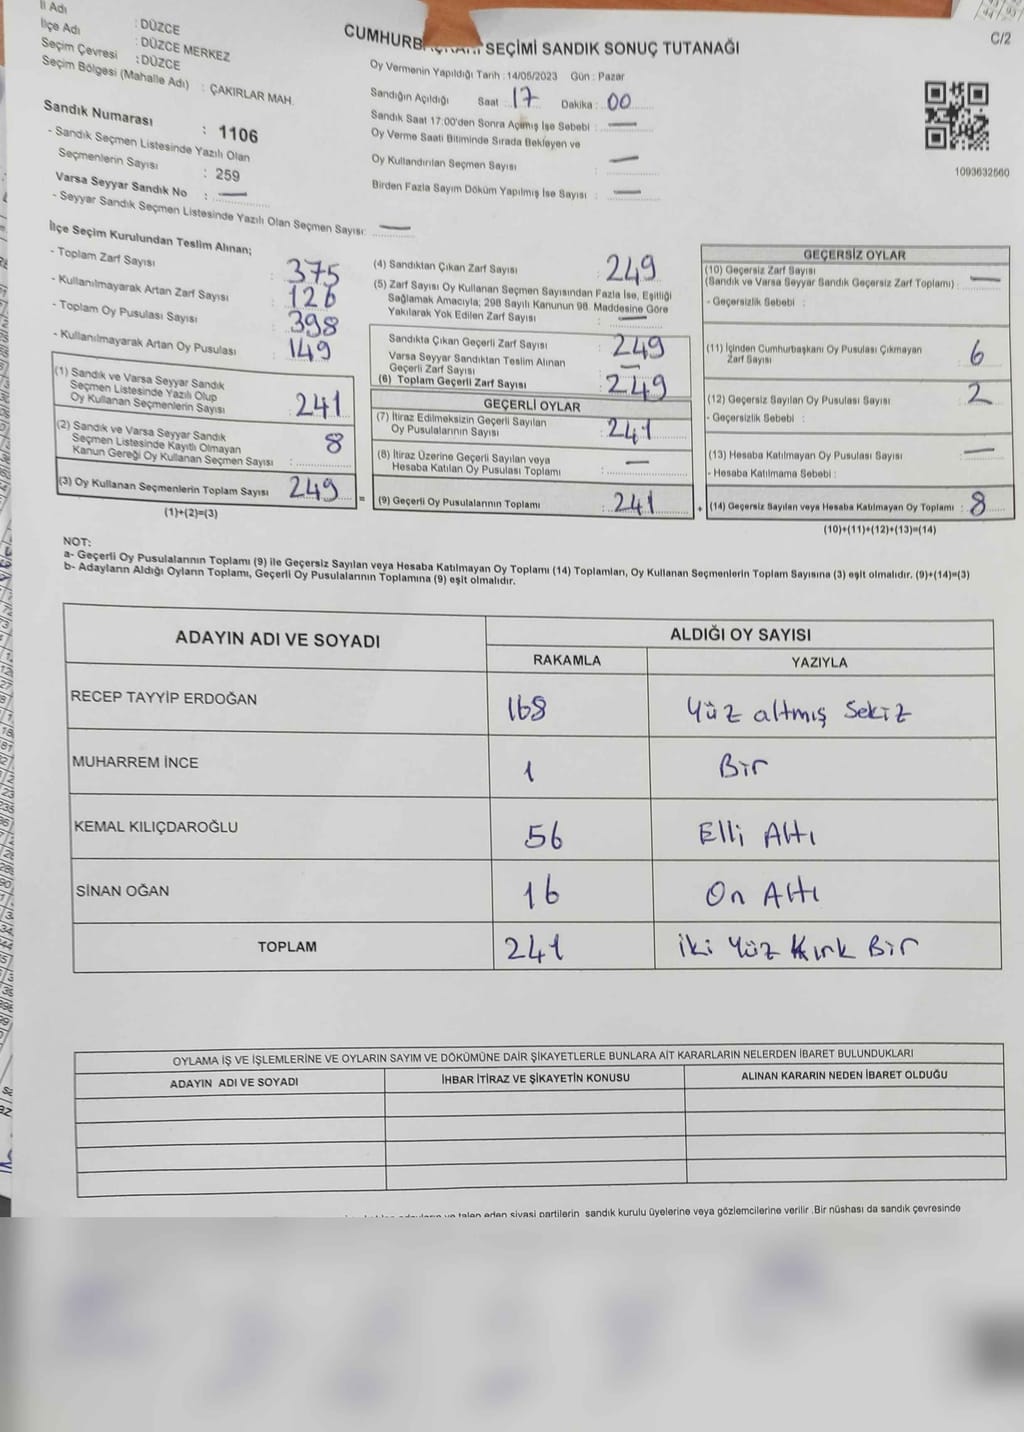 İl Adı : DÜZCE
İlçe Adı : DÜZCE MERKEZ
Seçim Çevresi : DÜZCE
Seçim Bölgesi (Mahalle Adı) : ÇAKIRLAR MAH.
Sandık Numarası : 1106
- Sandık Seçmen Listesinde Yazılı Olan
Seçmenlerin Sayısı : 259
Varsa Seyyar Sandık No : —
- Seyyar Sandık Seçmen Listesinde Yazılı Olan Seçmen Sayısı: —
CUMHURB SEÇİMİ SANDIK SONUÇ TUTANAĞI
C/2
Oy Vermenin Yapıldığı Tarih : 14/05/2023 Gün : Pazar
Sandığın Açıldığı Saat : 17 Dakika : 00
Sandık Saat 17:00'den Sonra Açılmış İse Sebebi : —
Oy Verme Saati Bitiminde Sırada Bekleyen ve
Oy Kullandırılan Seçmen Sayısı : —
Birden Fazla Sayım Döküm Yapılmış İse Sayısı : —
1093632560
İlçe Seçim Kurulundan Teslim Alınan;
- Toplam Zarf Sayısı : 375
- Kullanılmayarak Artan Zarf Sayısı : 126
- Toplam Oy Pusulası Sayısı : 398
- Kullanılmayarak Artan Oy Pusulası : 149
(1) Sandık ve Varsa Seyyar Sandık
Seçmen Listesinde Yazılı Olup
Oy Kullanan Seçmenlerin Sayısı : 241
(2) Sandık ve Varsa Seyyar Sandık
Seçmen Listesinde Kayıtlı Olmayan
Kanun Gereği Oy Kullanan Seçmen Sayısı : 8
(3) Oy Kullanan Seçmenlerin Toplam Sayısı 249
(1)+(2)=(3)
(4) Sandıktan Çıkan Zarf Sayısı : 249
(5) Zarf Sayısı Oy Kullanan Seçmen Sayısından Fazla İse, Eşitliği
Sağlamak Amacıyla; 298 Sayılı Kanunun 98. Maddesine Göre
Yakılarak Yok Edilen Zarf Sayısı : —
Sandıkta Çıkan Geçerli Zarf Sayısı : 249
Varsa Seyyar Sandıktan Teslim Alınan
Geçerli Zarf Sayısı : —
(6) Toplam Geçerli Zarf Sayısı : 249
GEÇERLİ OYLAR
(7) İtiraz Edilmeksizin Geçerli Sayılan
Oy Pusulalarının Sayısı : 241
(8) İtiraz Üzerine Geçerli Sayılan veya
Hesaba Katılan Oy Pusulası Toplamı : —
= (9) Geçerli Oy Pusulalarının Toplamı : 241
GEÇERSİZ OYLAR
(10) Geçersiz Zarf Sayısı
(Sandık ve Varsa Seyyar Sandık Geçersiz Zarf Toplamı) : —
- Geçersizlik Sebebi :
(11) İçinden Cumhurbaşkanı Oy Pusulası Çıkmayan
Zarf Sayısı : 6
(12) Geçersiz Sayılan Oy Pusulası Sayısı : 2
- Geçersizlik Sebebi :
(13) Hesaba Katılmayan Oy Pusulası Sayısı : —
- Hesaba Katılmama Sebebi :
+ (14) Geçersiz Sayılan veya Hesaba Katılmayan Oy Toplamı : 8
(10)+(11)+(12)+(13)=(14)
NOT:
a- Geçerli Oy Pusulalarının Toplamı (9) ile Geçersiz Sayılan veya Hesaba Katılmayan Oy Toplamı (14) Toplamları, Oy Kullanan Seçmenlerin Toplam Sayısına (3) eşit olmalıdır. (9)+(14)=(3)
b- Adayların Aldığı Oyların Toplamı, Geçerli Oy Pusulalarının Toplamına (9) eşit olmalıdır.
ADAYIN ADI VE SOYADI
ALDIĞI OY SAYISI
RAKAMLA YAZIYLA
RECEP TAYYİP ERDOĞAN 168 Yüz altmış Sekiz
MUHARREM İNCE 1 Bir
KEMAL KILIÇDAROĞLU 56 Elli Altı
SİNAN OĞAN 16 On Altı
TOPLAM 241 iki Yüz Kırk Bir
OYLAMA İŞ VE İŞLEMLERİNE VE OYLARIN SAYIM VE DÖKÜMÜNE DAİR ŞİKAYETLERLE BUNLARA AİT KARARLARIN NELERDEN İBARET BULUNDUKLARI
ADAYIN ADI VE SOYADI İHBAR İTİRAZ VE ŞİKAYETİN KONUSU ALINAN KARARIN NEDEN İBARET OLDUĞU
talep eden siyasi partilerin sandık kurulu üyelerine veya gözlemcilerine verilir .Bir nüshası da sandık çevresinde